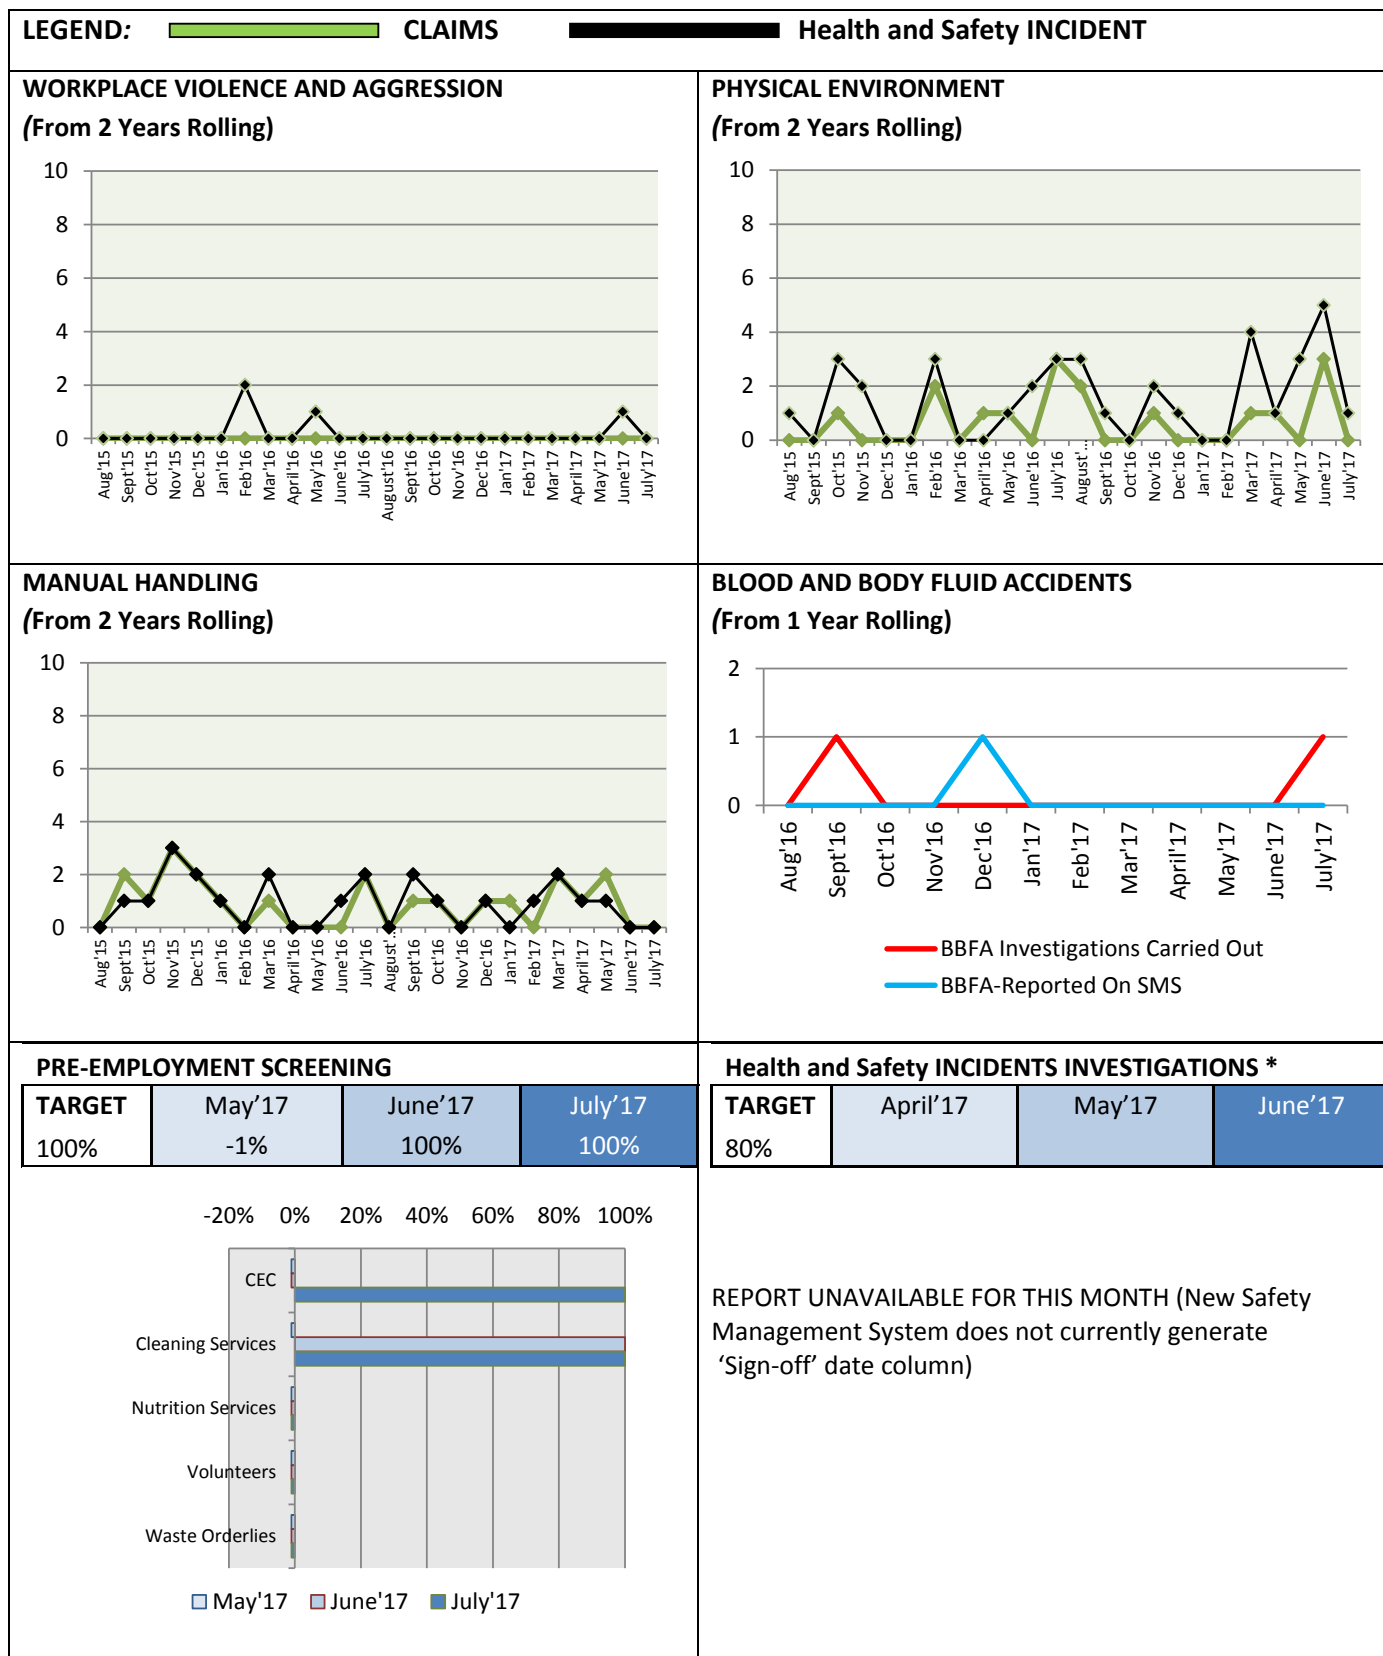 LEGEND: CLAIMS Health and Safety INCIDENT
WORKPLACE VIOLENCE AND AGGRESSION
(From 2 Years Rolling)
10
8
6
4
2
0
Aug'15 Sept'15 Oct'15 Nov'15 Dec'15 Jan'16 Feb'16 Mar'16 April'16 May'16 June'16 July'16 August'16 Sept'16 Oct'16 Nov'16 Dec'16 Jan'17 Feb'17 Mar'17 April'17 May'17 June'17 July'17
PHYSICAL ENVIRONMENT
(From 2 Years Rolling)
10
8
6
4
2
0
Aug'15 Sept'15 Oct'15 Nov'15 Dec'15 Jan'16 Feb'16 Mar'16 April'16 May'16 June'16 July'16 August'... Sept'16 Oct'16 Nov'16 Dec'16 Jan'17 Feb'17 Mar'17 April'17 May'17 June'17 July'17
MANUAL HANDLING
(From 2 Years Rolling)
10
8
6
4
2
0
Aug'15 Sept'15 Oct'15 Nov'15 Dec'15 Jan'16 Feb'16 Mar'16 April'16 May'16 June'16 July'16 August'... Sept'16 Oct'16 Nov'16 Dec'16 Jan'17 Feb'17 Mar'17 April'17 May'17 June'17 July'17
BLOOD AND BODY FLUID ACCIDENTS
(From 1 Year Rolling)
2
1
0
Aug'16 Sept'16 Oct'16 Nov'16 Dec'16 Jan'17 Feb'17 Mar'17 April'17 May'17 June'17 July'17
BBFA Investigations Carried Out
BBFA-Reported On SMS
PRE-EMPLOYMENT SCREENING
TARGET May’17 June’17 July’17
100% -1% 100% 100%
-20% 0% 20% 40% 60% 80% 100%
CEC
Cleaning Services
Nutrition Services
Volunteers
Waste Orderlies
May'17 June'17 July'17
Health and Safety INCIDENTS INVESTIGATIONS *
TARGET April’17 May’17 June’17
80%
REPORT UNAVAILABLE FOR THIS MONTH (New Safety
Management System does not currently generate
‘Sign-off’ date column)